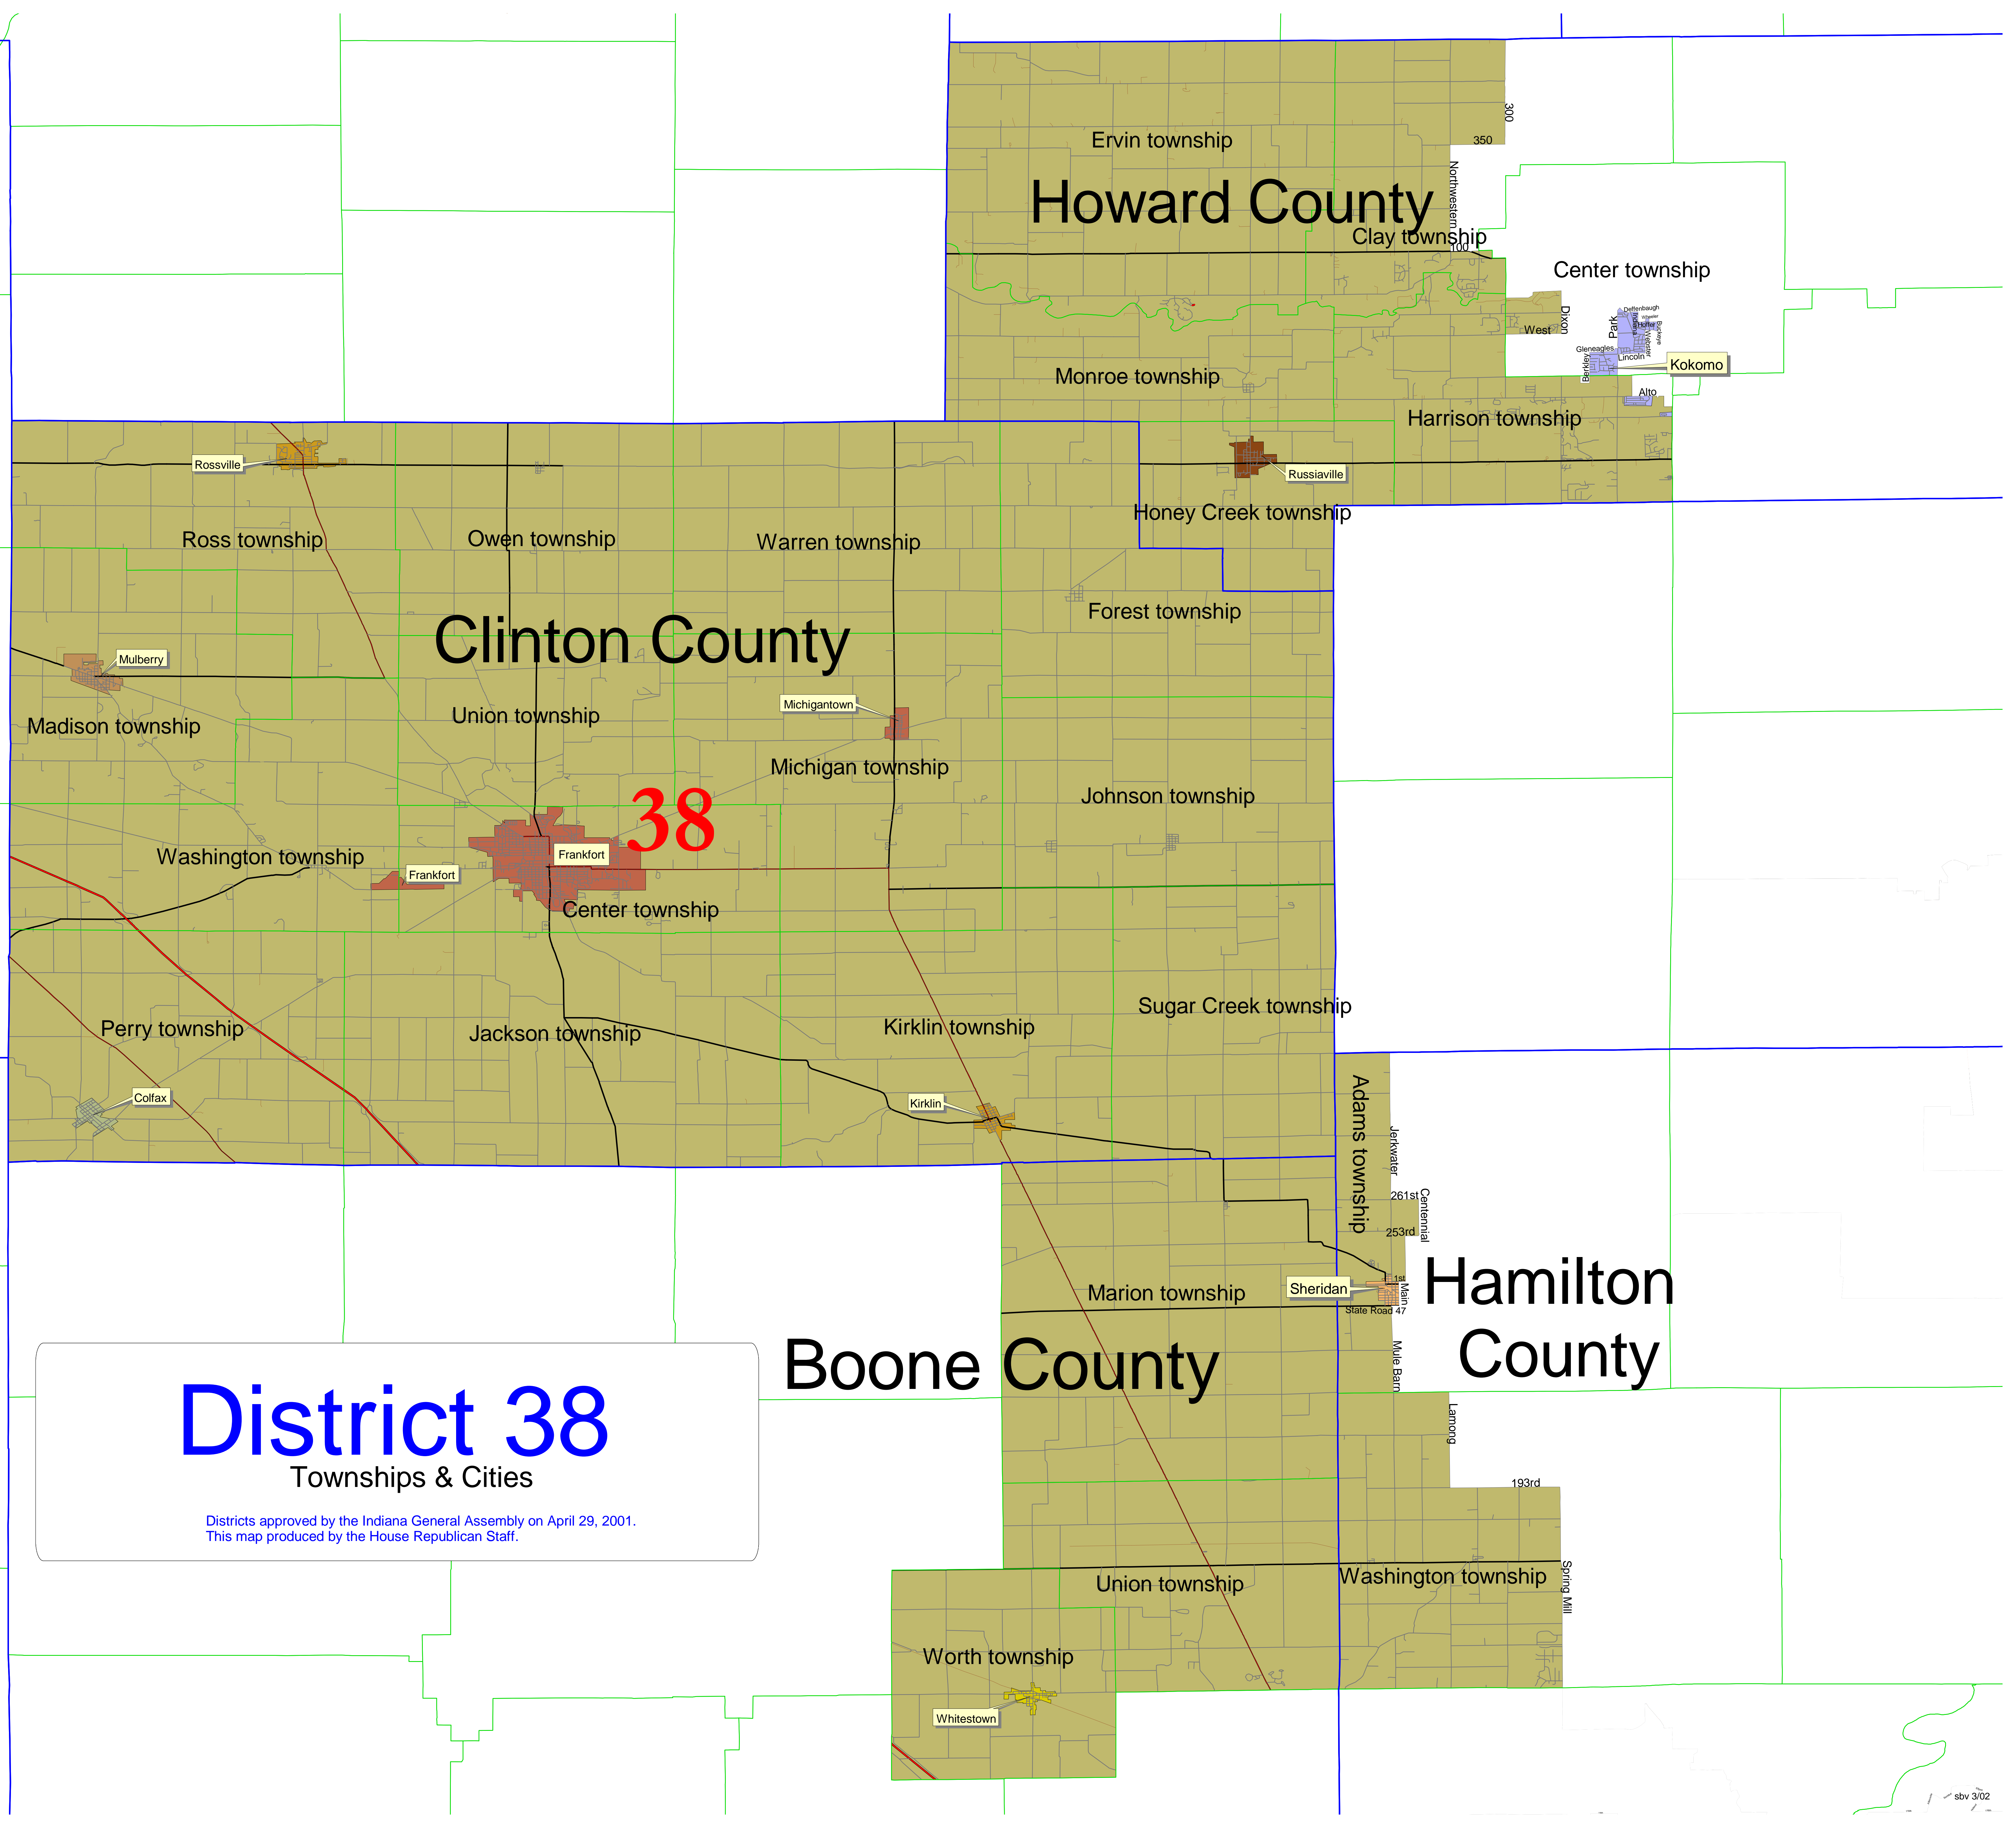 300
Ervin township
350
Northwestern
Howard County
Clay township
100
Center township
Dixon
West
Deffenbaugh
Park
Indiana
Wheeler
Hoffer
Buckeye
Webster
Gleneagles
Lincoln
Berkley
Kokomo
Monroe township
Alto
Harrison township
Rossville
Russiaville
Honey Creek township
Ross township
Owen township
Warren township
Forest township
Clinton County
Mulberry
Michigantown
Madison township
Union township
Michigan township
Johnson township
38
Frankfort
Washington township
Frankfort
Center township
Sugar Creek township
Perry township
Jackson township
Kirklin township
Colfax
Kirklin
Adams township
Jerkwater
261st
Centennial
253rd
Hamilton
County
Sheridan
1st
Main
State Road 47
Marion township
Mule Barn
Boone County
Lamong
District 38
Townships & Cities
Districts approved by the Indiana General Assembly on April 29, 2001.
This map produced by the House Republican Staff.
193rd
Spring Mill
Union township
Washington township
Worth township
Whitestown
sbv 3/02